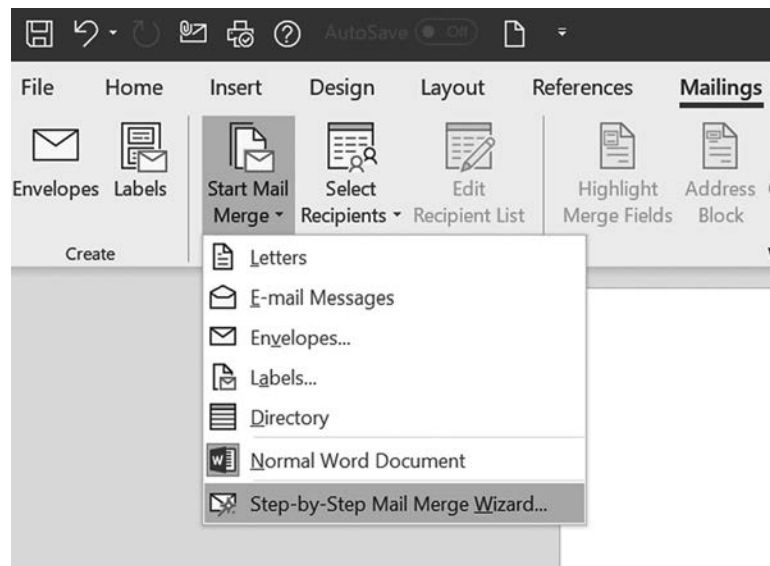 AutoSave Off
File Home Insert Design Layout References Mailings
Envelopes Labels Start Mail Select Edit Highlight Address
Merge Recipients Recipient List Merge Fields Block
Create
Letters
E-mail Messages
Envelopes...
Labels...
Directory
Normal Word Document
Step-by-Step Mail Merge Wizard...